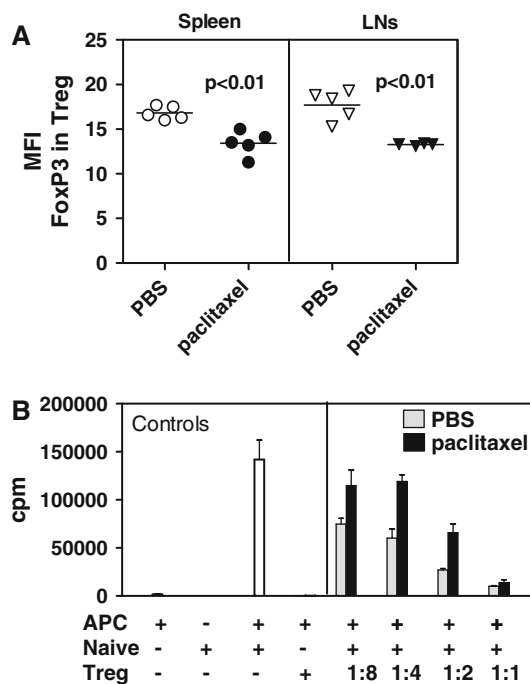 A
Spleen LNs
25
20
15
10
5
0
MFI
FoxP3 in Treg
p<0.01 p<0.01
PBS paclitaxel PBS paclitaxel
B
200000
150000
100000
50000
0
cpm
Controls
PBS
paclitaxel
APC + - + + + + + +
Naive - + + - + + + +
Treg - - - + 1:8 1:4 1:2 1:1